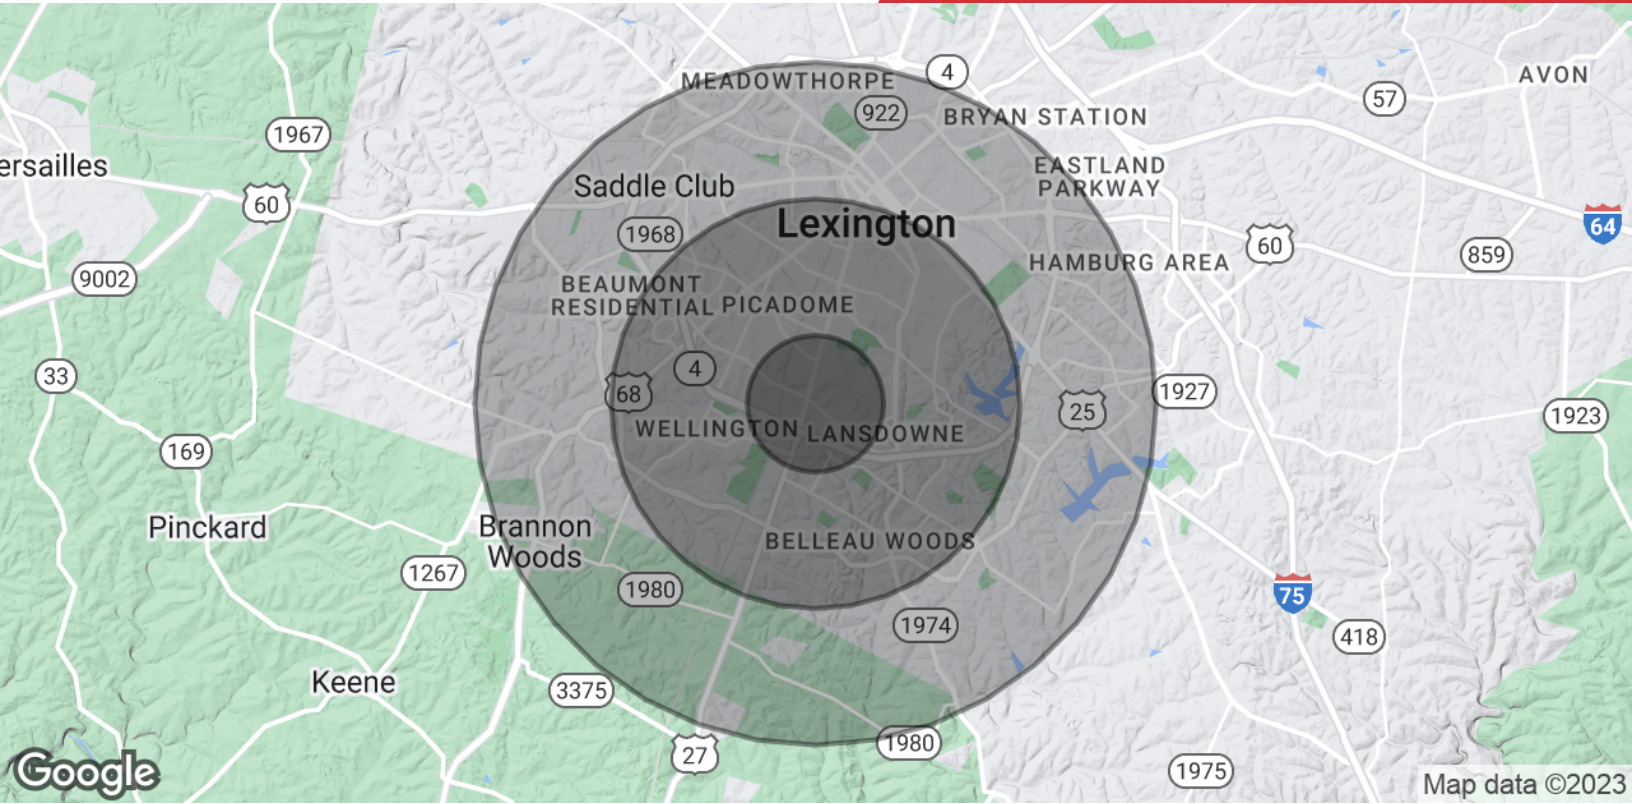 MEADOWTHORPE
4
AVON
57
922
BRYAN STATION
1967
ersailles
EASTLAND
PARKWAY
Saddle Club
60
Lexington
64
1968
60
859
HAMBURG AREA
9002
BEAUMONT
RESIDENTIAL
PICADOME
33
4
68
1927
25
1923
WELLINGTON
LANSDOWNE
169
Pinckard
Brannon
Woods
BELLEAU WOODS
1267
1980
75
1974
418
Keene
3375
27
1980
1975
Google
Map data ©2023